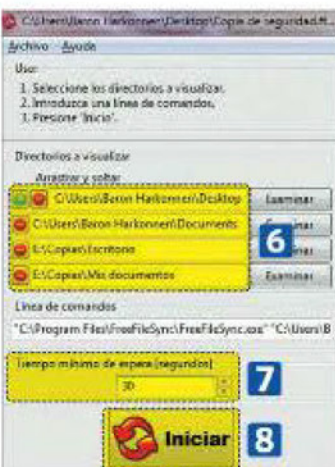 C:\Users\Baron Harkonnen\Desktop\Copia de seguridad.ff
Archivo Ayuda
Uso:
1. Seleccione los directorios a visualizar.
2. Introduzca una línea de comandos.
3. Presione 'Inicio'.
Directorios a visualizar
Arrastrar y soltar
C:\Users\Baron Harkonnen\Desktop Examinar
C:\Users\Baron Harkonnen\Documents Examinar
E:\Copias\Escritorio Examinar
6
E:\Copias\Mis documentos Examinar
Línea de comandos
"C:\Program Files\FreeFileSync\FreeFileSync.exe" "C:\Users\B
Tiempo mínimo de espera [segundos]
30
7
Iniciar
8